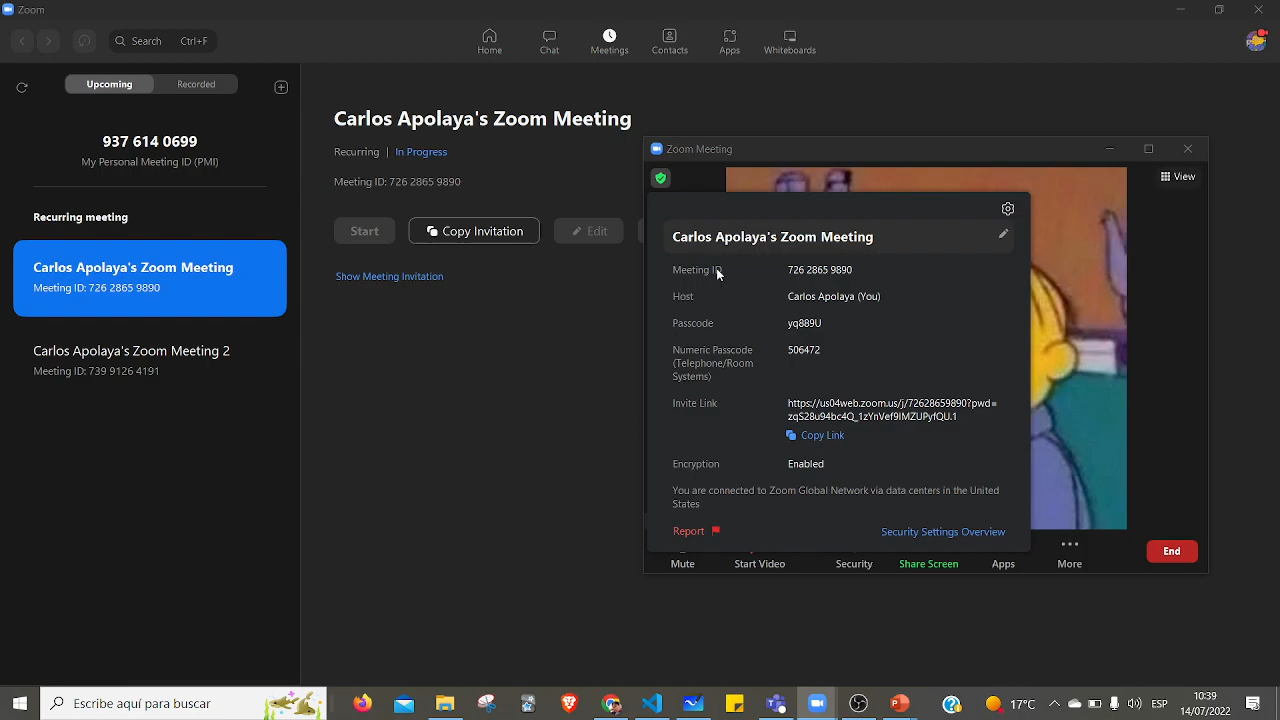 Zoom
Search Ctrl+F
Home
Chat
Meetings
Contacts
Apps
Whiteboards
Upcoming
Recorded
937 614 0699
My Personal Meeting ID (PMI)
Recurring meeting
Carlos Apolaya's Zoom Meeting
Meeting ID: 726 2865 9890
Carlos Apolaya's Zoom Meeting 2
Meeting ID: 739 9126 4191
Carlos Apolaya's Zoom Meeting
Recurring | In Progress
Meeting ID: 726 2865 9890
Start
Copy Invitation
Edit
Show Meeting Invitation
Zoom Meeting
View
Carlos Apolaya's Zoom Meeting
Meeting ID 726 2865 9890
Host Carlos Apolaya (You)
Passcode yq889U
Numeric Passcode 506472
(Telephone/Room
Systems)
Invite Link https://us04web.zoom.us/j/72628659890?pwd=
zqS28u94bc4Q_1zYnVef9IMZUPyfQU.1
Copy Link
Encryption Enabled
You are connected to Zoom Global Network via data centers in the United
States
Report
Security Settings Overview
Mute
Start Video
Security
Share Screen
Apps
More
End
Escribe aquí para buscar
17°C
ESP
10:39
14/07/2022